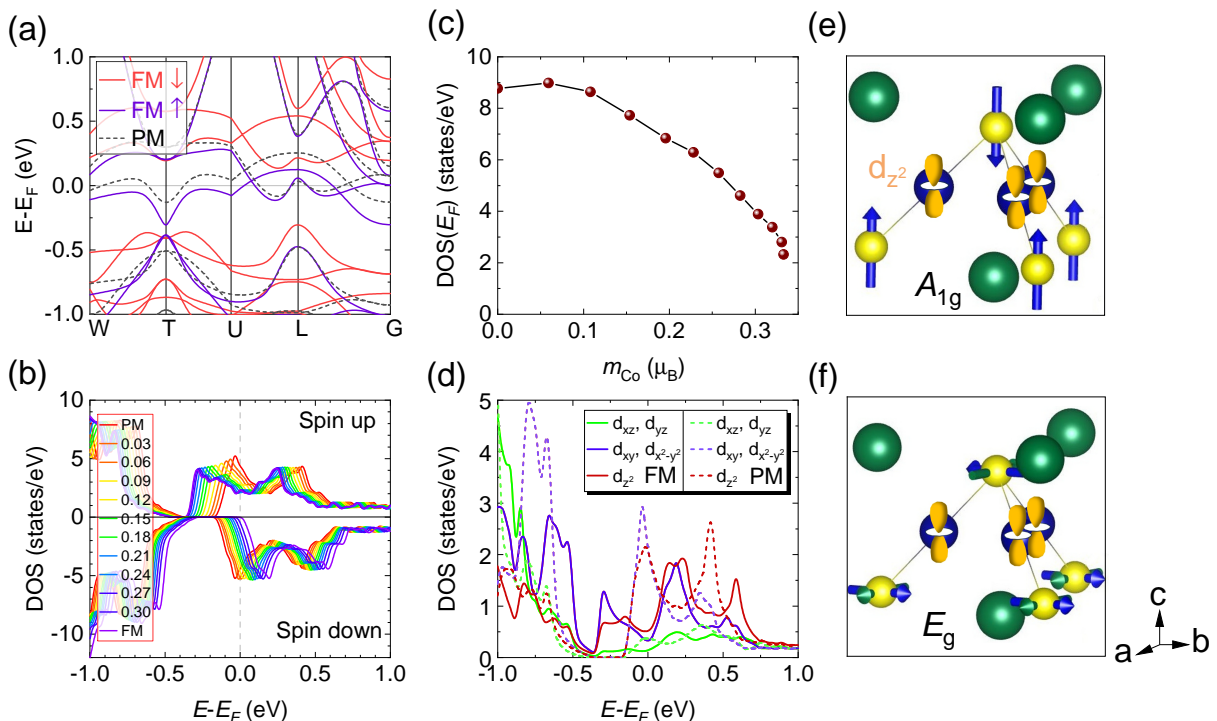 (a)
1.0
0.5
0.0
-0.5
-1.0
E-E_F (eV)
FM ↓
FM ↑
PM
W T U L G
(b)
10
5
0
-5
-10
DOS (states/eV)
PM
0.03
0.06
0.09
0.12
0.15
0.18
0.21
0.24
0.27
0.30
FM
Spin up
Spin down
-1.0 -0.5 0.0 0.5 1.0
E-E_F (eV)
(c)
10
8
6
4
2
0
DOS(E_F) (states/eV)
0.0 0.1 0.2 0.3
m_Co (μ_B)
(d)
5
4
3
2
1
0
DOS (states/eV)
d_xz, d_yz
d_xy, d_x²-y²
d_z² FM
d_xz, d_yz
d_xy, d_x²-y²
d_z² PM
-1.0 -0.5 0.0 0.5 1.0
E-E_F (eV)
(e)
d_z²
A_1g
(f)
E_g
c
a
b